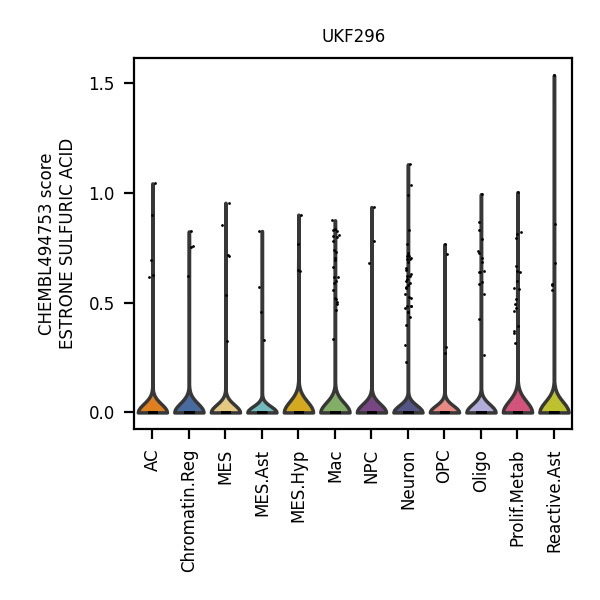 UKF296
CHEMBL494753 score
ESTRONE SULFURIC ACID
1.5
1.0
0.5
0.0
AC
Chromatin.Reg
MES
MES.Ast
MES.Hyp
Mac
NPC
Neuron
OPC
Oligo
Prolif.Metab
Reactive.Ast